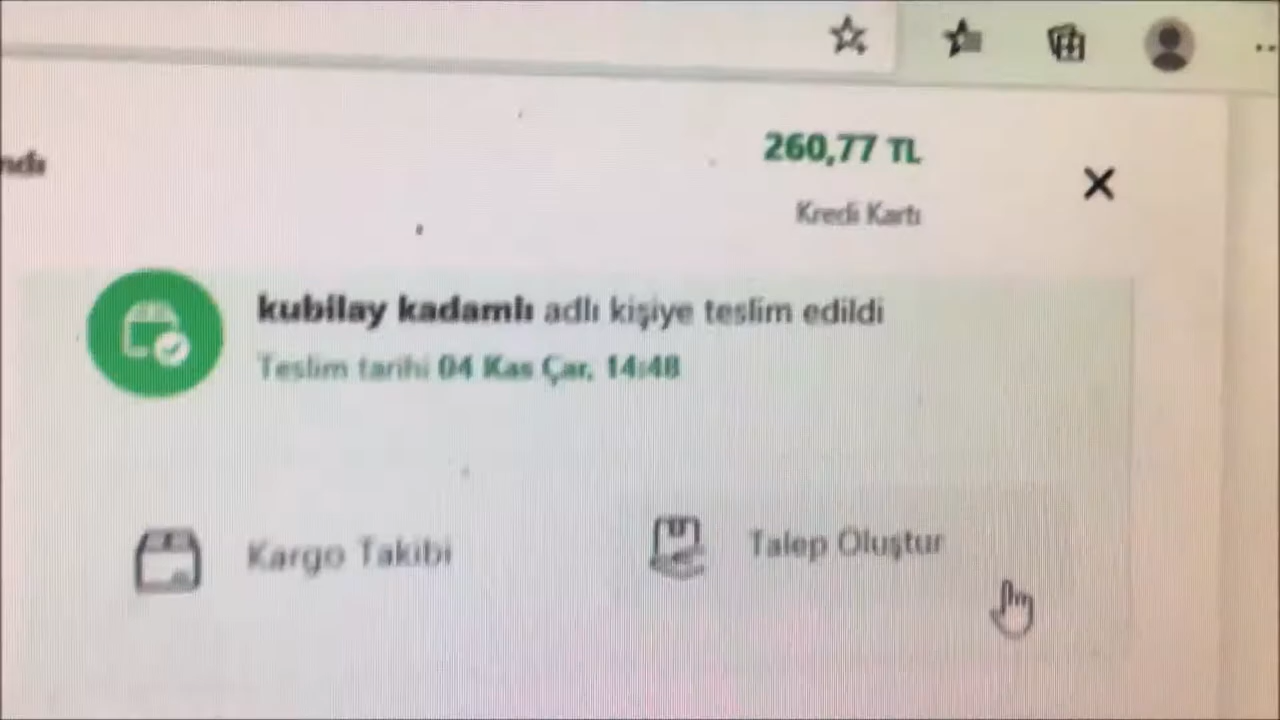 260,77 TL
Kredi Kartı
kubilay kadamlı adlı kişiye teslim edildi
Teslim tarihi 04 Kas Çar, 14:48
Kargo Takibi
Talep Oluştur